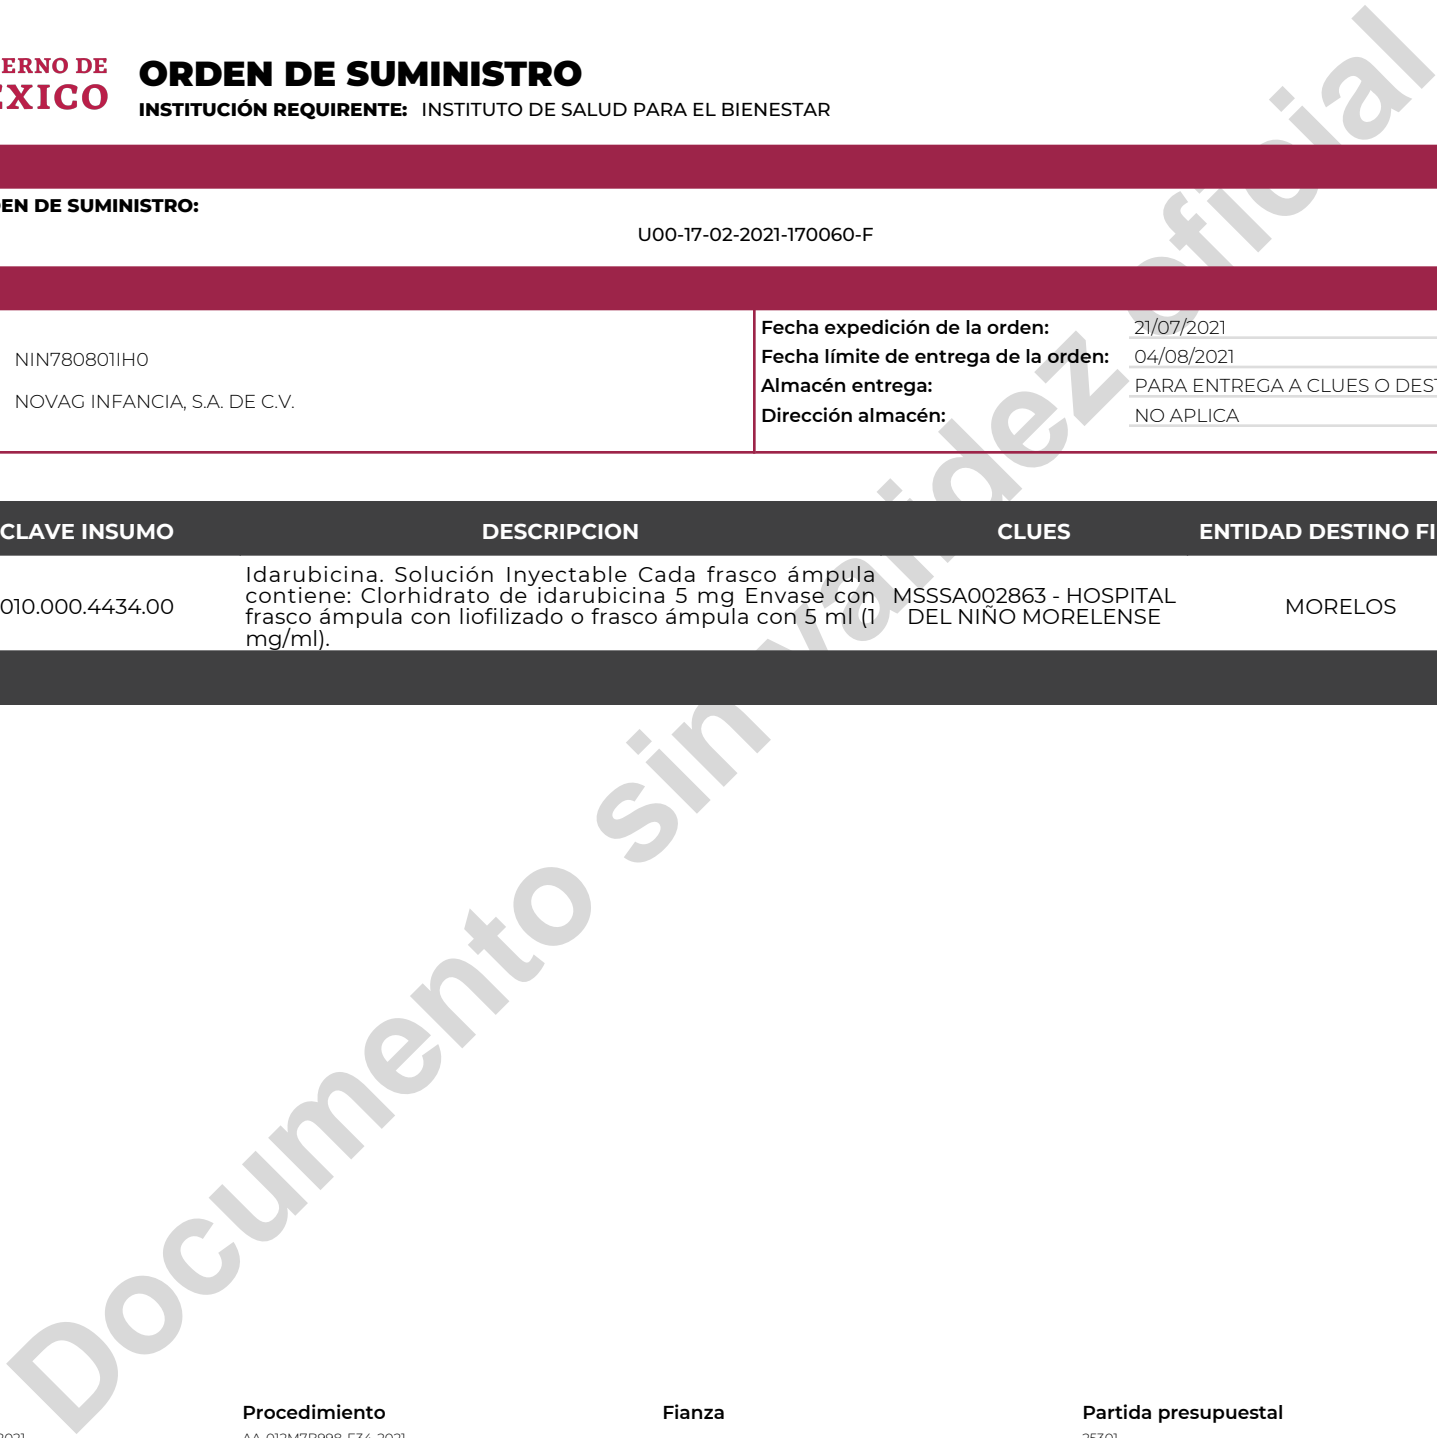 ERNO DE
EXICO
ORDEN DE SUMINISTRO
INSTITUCIÓN REQUIRENTE: INSTITUTO DE SALUD PARA EL BIENESTAR
EN DE SUMINISTRO:
U00-17-02-2021-170060-F
NIN780801IH0
NOVAG INFANCIA, S.A. DE C.V.
Fecha expedición de la orden: 21/07/2021
Fecha límite de entrega de la orden: 04/08/2021
Almacén entrega: PARA ENTREGA A CLUES O DEST
Dirección almacén: NO APLICA
CLAVE INSUMO DESCRIPCION CLUES ENTIDAD DESTINO FI
010.000.4434.00
Idarubicina. Solución Inyectable Cada frasco ámpula
contiene: Clorhidrato de idarubicina 5 mg Envase con
frasco ámpula con liofilizado o frasco ámpula con 5 ml (1
mg/ml).
MSSSA002863 - HOSPITAL
DEL NIÑO MORELENSE
MORELOS
Documento sin validez oficial
Procedimiento Fianza Partida presupuestal